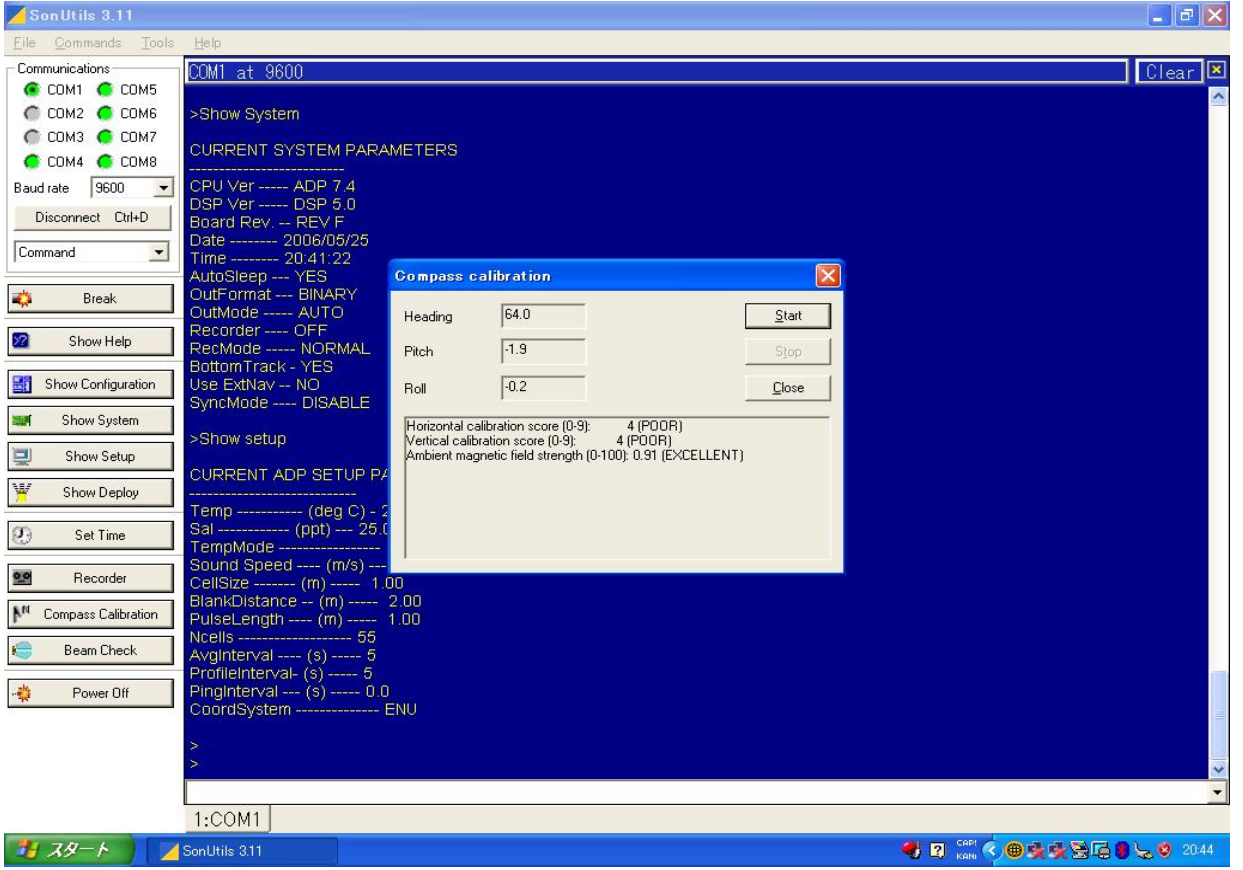 SonUtils 3.11
File Commands Tools Help
Communications
COM1 COM5
COM2 COM6
COM3 COM7
COM4 COM8
Baud rate 9600
Disconnect Ctrl+D
Command
Break
Show Help
Show Configuration
Show System
Show Setup
Show Deploy
Set Time
Recorder
Compass Calibration
Beam Check
Power Off
COM1 at 9600
Clear
>Show System
CURRENT SYSTEM PARAMETERS
--------------------------
CPU Ver ----- ADP 7.4
DSP Ver ----- DSP 5.0
Board Rev. -- REV F
Date -------- 2006/05/25
Time -------- 20:41:22
AutoSleep --- YES
OutFormat --- BINARY
OutMode ----- AUTO
Recorder ---- OFF
RecMode ----- NORMAL
BottomTrack - YES
Use ExtNav -- NO
SyncMode ---- DISABLE
>Show setup
CURRENT ADP SETUP PA
----------------------------
Temp ----------- (deg C) - 2
Sal ------------ (ppt) --- 25.0
TempMode -----------------
Sound Speed ---- (m/s) ---
CellSize ------- (m) ----- 1.00
BlankDistance -- (m) ----- 2.00
PulseLength ---- (m) ----- 1.00
Ncells ------------------- 55
AvgInterval ---- (s) ----- 5
ProfileInterval- (s) ----- 5
PingInterval --- (s) ----- 0.0
CoordSystem -------------- ENU
>
>
Compass calibration
Heading 64.0 Start
Pitch -1.9 Stop
Roll -0.2 Close
Horizontal calibration score (0-9): 4 (POOR)
Vertical calibration score (0-9): 4 (POOR)
Ambient magnetic field strength (0-100): 0.91 (EXCELLENT)
1:COM1
スタート
SonUtils 3.11
CAPS
KANA
20:44